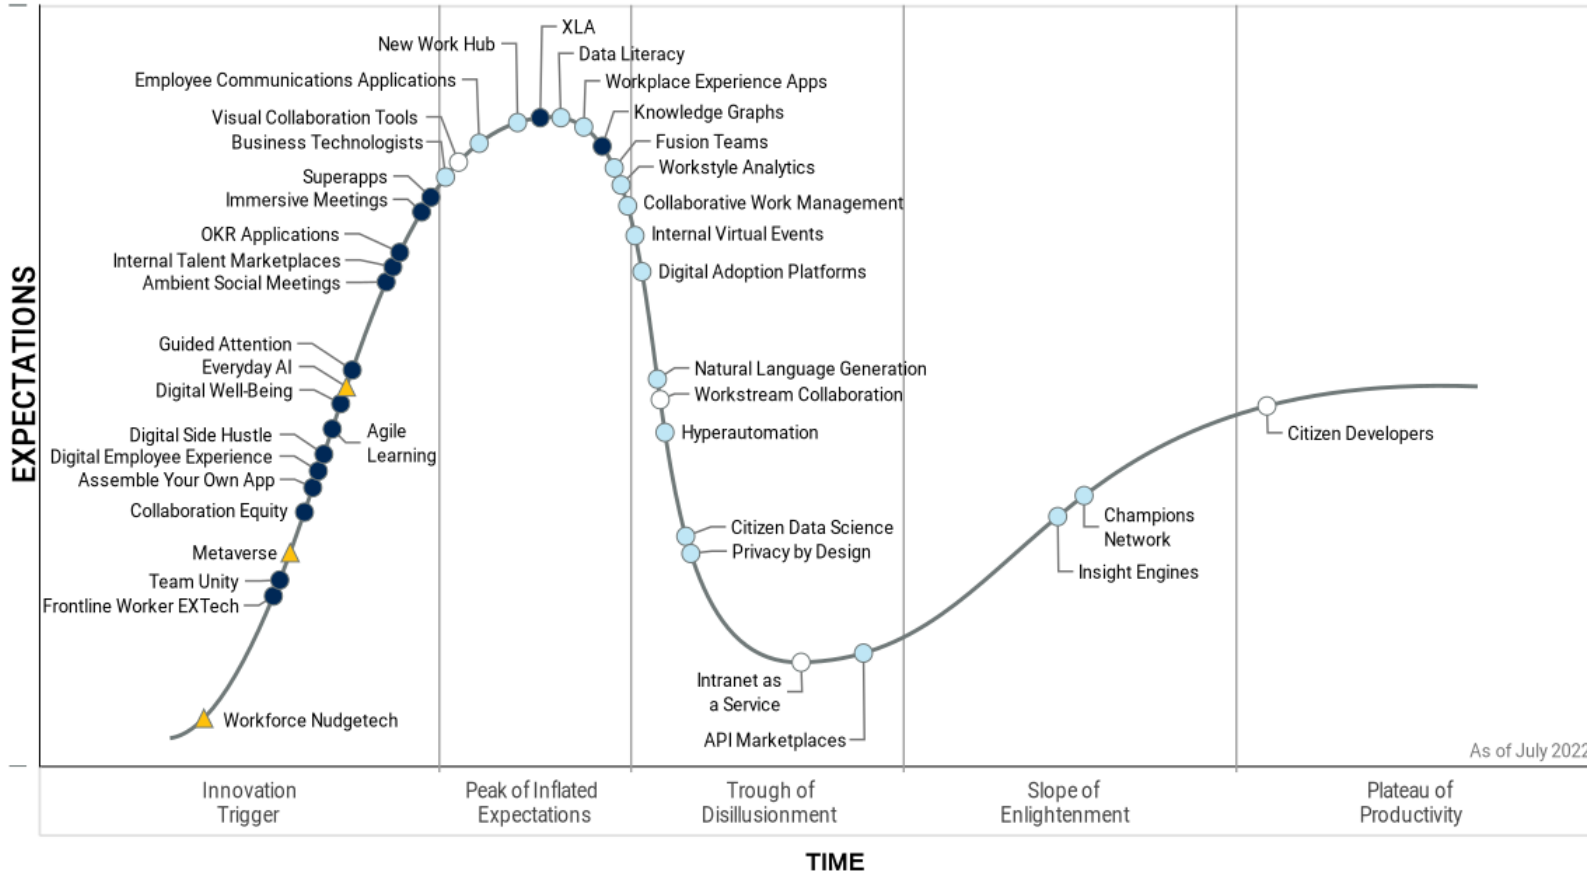 XLA
New Work Hub
Data Literacy
Employee Communications Applications
Workplace Experience Apps
Visual Collaboration Tools
Knowledge Graphs
Business Technologists
Fusion Teams
Workstyle Analytics
Superapps
Immersive Meetings
Collaborative Work Management
OKR Applications
Internal Virtual Events
Internal Talent Marketplaces
Digital Adoption Platforms
Ambient Social Meetings
Guided Attention
Everyday AI
Natural Language Generation
Digital Well-Being
Workstream Collaboration
Agile
Learning
Hyperautomation
Citizen Developers
Digital Side Hustle
Digital Employee Experience
Assemble Your Own App
Collaboration Equity
Champions
Network
Citizen Data Science
Metaverse
Privacy by Design
Team Unity
Insight Engines
Frontline Worker EXTech
Intranet as
a Service
Workforce Nudgetech
API Marketplaces
As of July 2022
EXPECTATIONS
Innovation
Trigger
Peak of Inflated
Expectations
Trough of
Disillusionment
Slope of
Enlightenment
Plateau of
Productivity
TIME